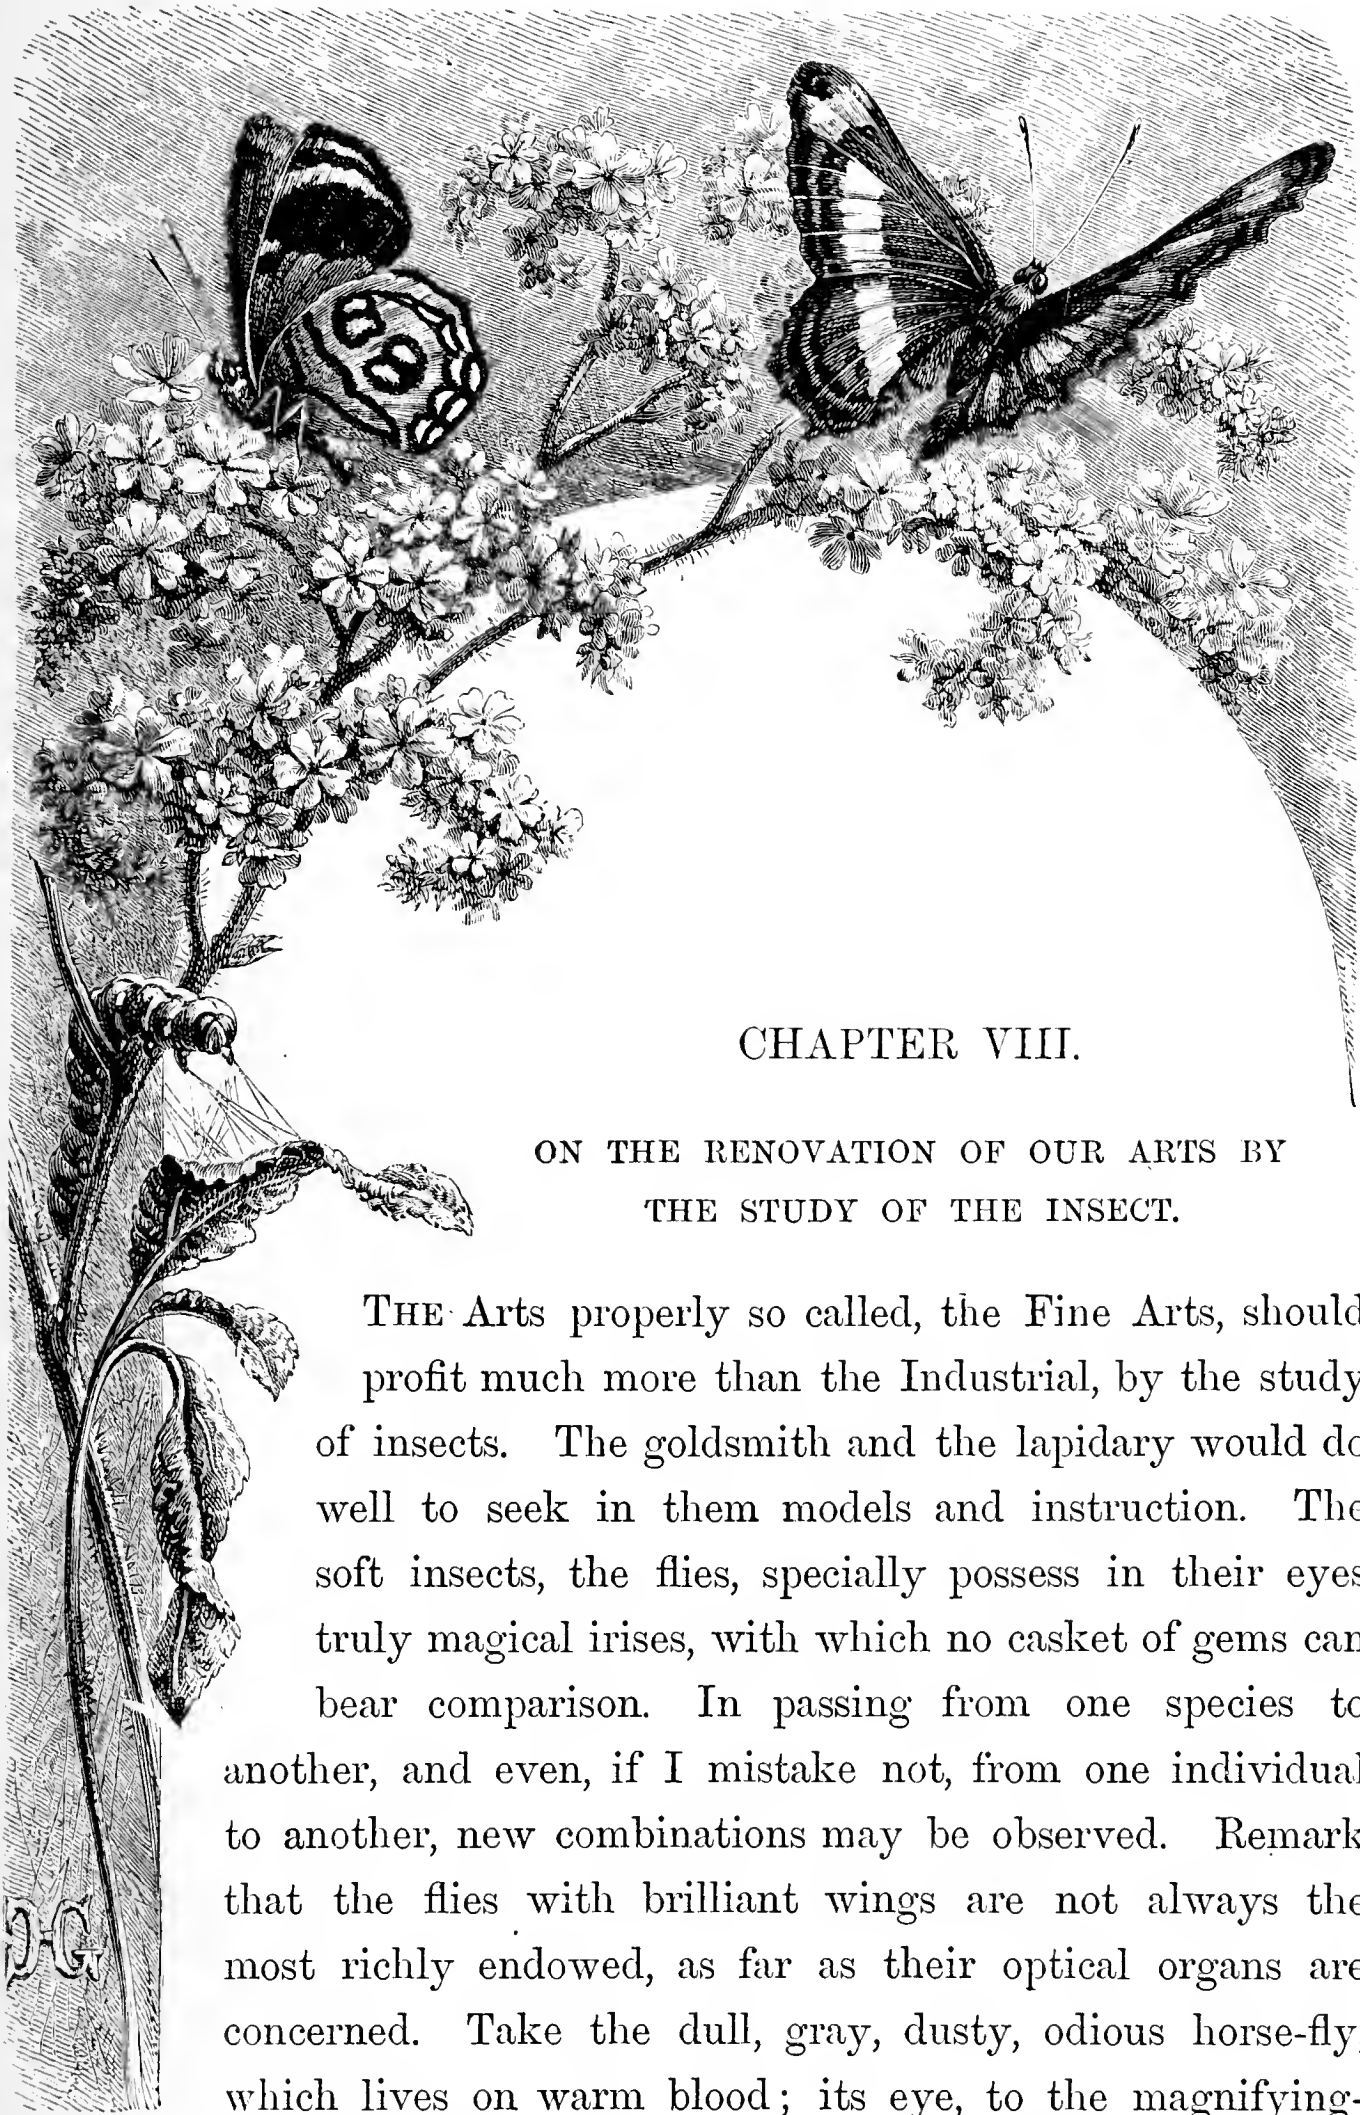 CHAPTER VIII.
ON THE RENOVATION OF OUR ARTS BY
THE STUDY OF THE INSECT.
THE Arts properly so called, the Fine Arts, should
profit much more than the Industrial, by the study
of insects. The goldsmith and the lapidary would do
well to seek in them models and instruction. The
soft insects, the flies, specially possess in their eyes
truly magical irises, with which no casket of gems can
bear comparison. In passing from one species to
another, and even, if I mistake not, from one individual
to another, new combinations may be observed. Remark
that the flies with brilliant wings are not always the
most richly endowed, as far as their optical organs are
concerned. Take the dull, gray, dusty, odious horse-fly,
which lives on warm blood; its eye, to the magnifying-